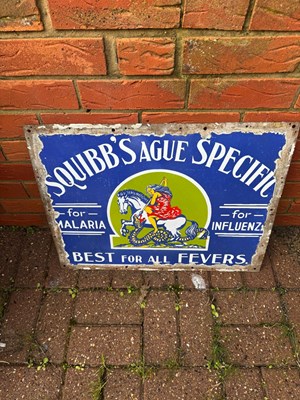 SQUIBB'S AGUE SPECIFIC
for MALARIA
for INFLUENZA
BEST FOR ALL FEVERS.